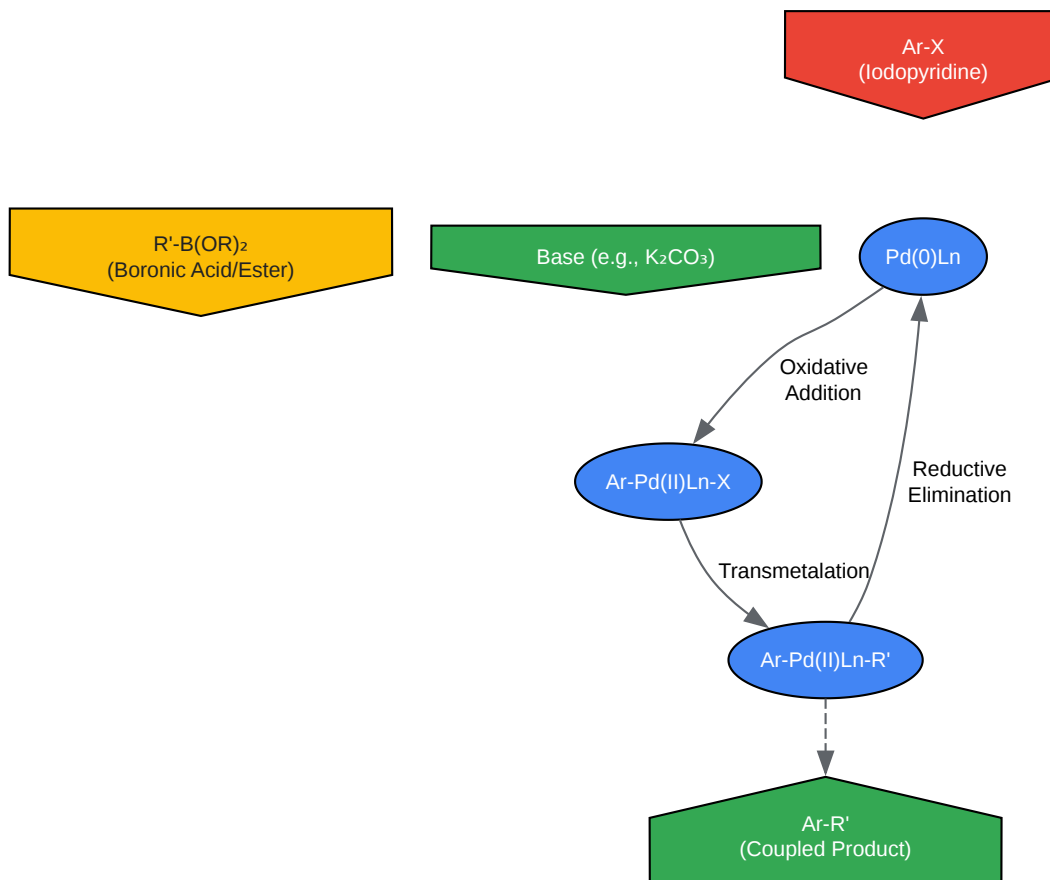 Ar-X
(Iodopyridine)
R'-B(OR)₂
(Boronic Acid/Ester)
Base (e.g., K₂CO₃)
Pd(0)Ln
Oxidative
Addition
Ar-Pd(II)Ln-X
Reductive
Elimination
Transmetalation
Ar-Pd(II)Ln-R'
Ar-R'
(Coupled Product)